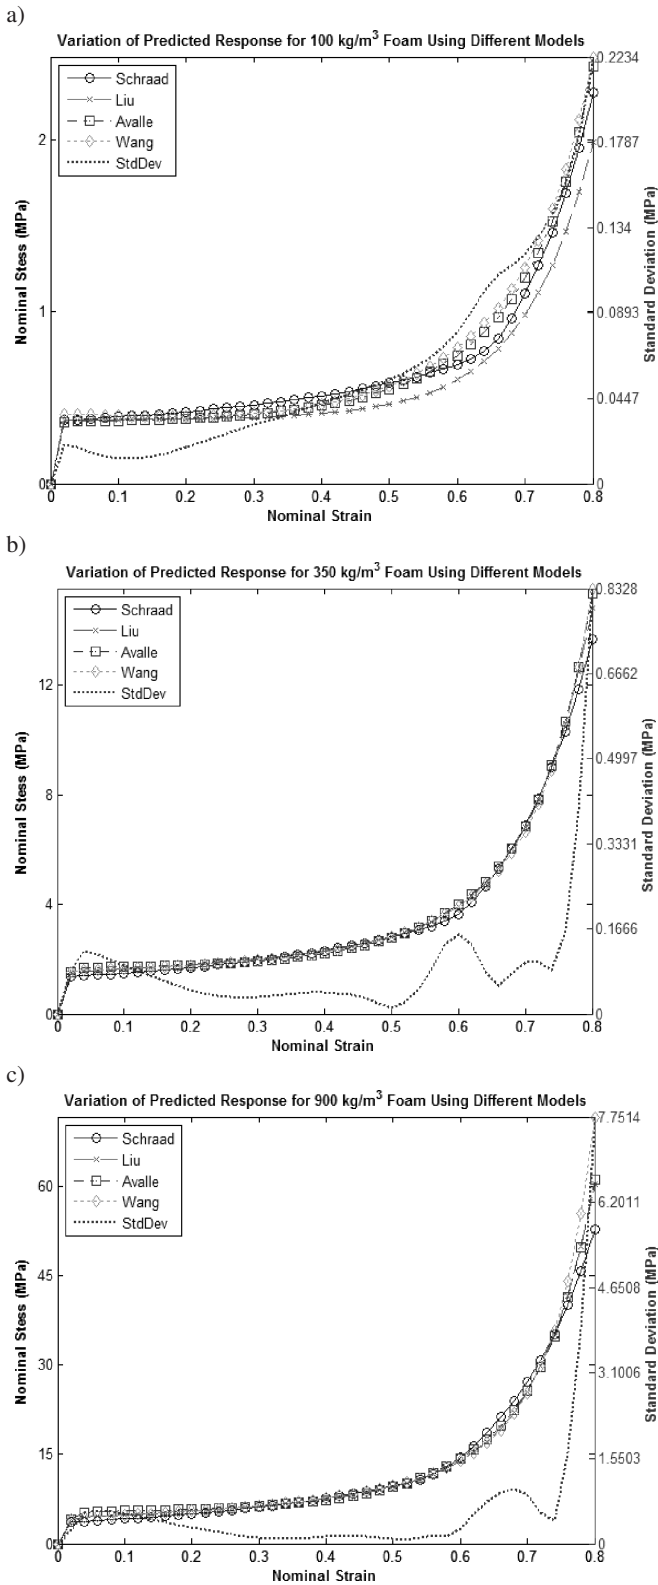 a)
Variation of Predicted Response for 100 kg/m³ Foam Using Different Models
Schraad
Liu
Avalle
Wang
StdDev
Nominal Stess (MPa)
0
1
2
0
0.1
0.2
0.3
0.4
0.5
0.6
0.7
0.8
Nominal Strain
0.2234
0.1787
0.134
0.0893
0.0447
0
Standard Deviation (MPa)
b)
Variation of Predicted Response for 350 kg/m³ Foam Using Different Models
Schraad
Liu
Avalle
Wang
StdDev
Nominal Stess (MPa)
12
8
4
0
0
0.1
0.2
0.3
0.4
0.5
0.6
0.7
0.8
Nominal Strain
0.8328
0.6662
0.4997
0.3331
0.1666
0
Standard Deviation (MPa)
c)
Variation of Predicted Response for 900 kg/m³ Foam Using Different Models
Schraad
Liu
Avalle
Wang
StdDev
Nominal Stess (MPa)
60
45
30
15
0
0
0.1
0.2
0.3
0.4
0.5
0.6
0.7
0.8
Nominal Strain
7.7514
6.2011
4.6508
3.1006
1.5503
0
Standard Deviation (MPa)